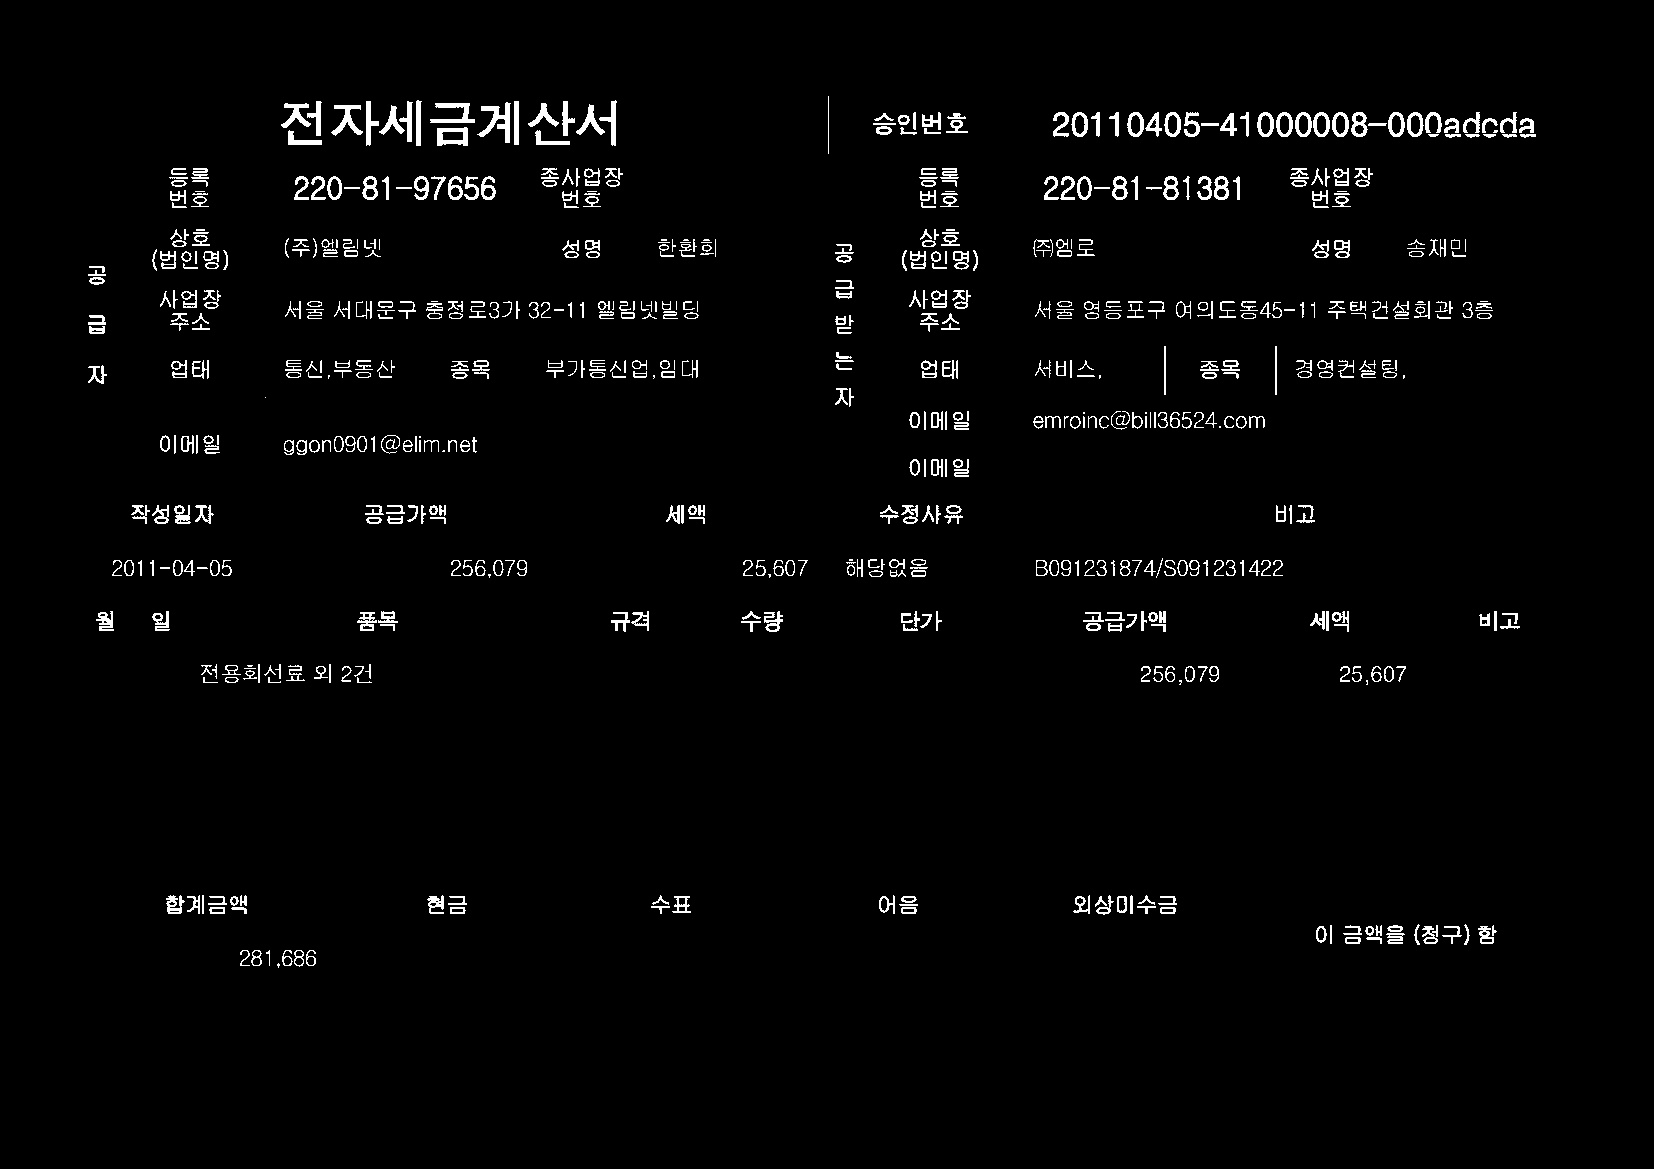 전자세금계산서 승인번호 20110405-41000008-000adcda
등록번호 220-81-97656 종사업장번호 등록번호 220-81-81381 종사업장번호
공급자 상호(법인명) (주)엘림넷 성명 한환희 공급받는자 상호(법인명) ㈜엠로 성명 송재민
사업장주소 서울 서대문구 충정로3가 32-11 엘림넷빌딩 사업장주소 서울 영등포구 여의도동45-11 주택건설회관 3층
업태 통신,부동산 종목 부가통신업,임대 업태 서비스, 종목 경영컨설팅,
이메일 ggon0901@elim.net 이메일 emroinc@bill36524.com
이메일
작성일자 공급가액 세액 수정사유 비고
2011-04-05 256,079 25,607 해당없음 B091231874/S091231422
월 일 품목 규격 수량 단가 공급가액 세액 비고
전용회선료 외 2건 256,079 25,607
합계금액 현금 수표 어음 외상미수금
이 금액을 (청구) 함
281,686